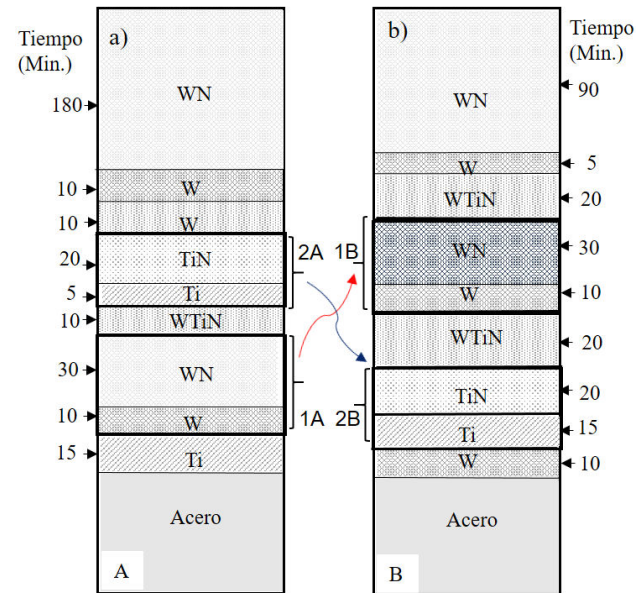 Tiempo
(Min.)
a)
WN
180
10
W
10
W
20
TiN
2A
5
Ti
10
WTiN
30
WN
10
W
1A
15
Ti
Acero
A
b)
Tiempo
(Min.)
WN
90
W
5
WTiN
20
1B
WN
30
W
10
WTiN
20
TiN
20
2B
Ti
15
W
10
Acero
B